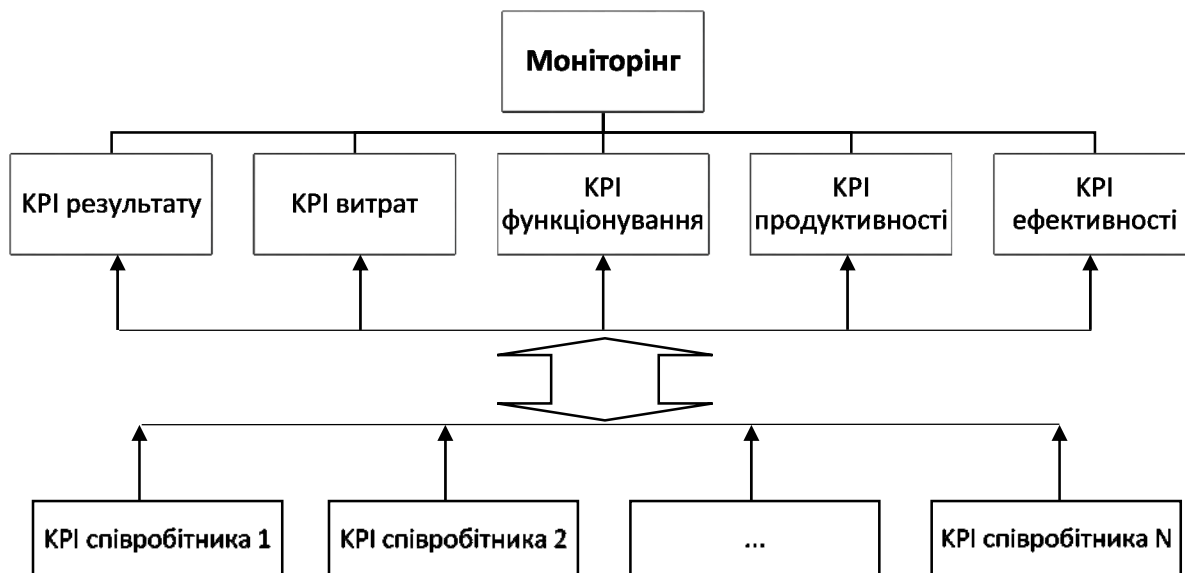 Моніторінг
KPI результату
KPI витрат
KPI
функціонування
KPI
продуктивності
KPI
ефективності
KPI співробітника 1
KPI співробітника 2
...
KPI співробітника N